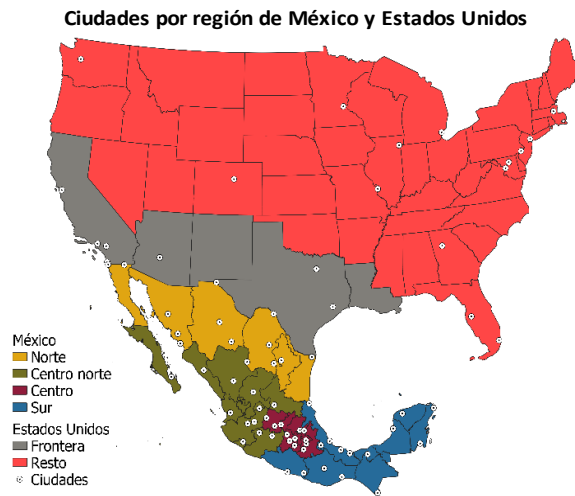 Ciudades por región de México y Estados Unidos
México
Norte
Centro norte
Centro
Sur
Estados Unidos
Frontera
Resto
Ciudades